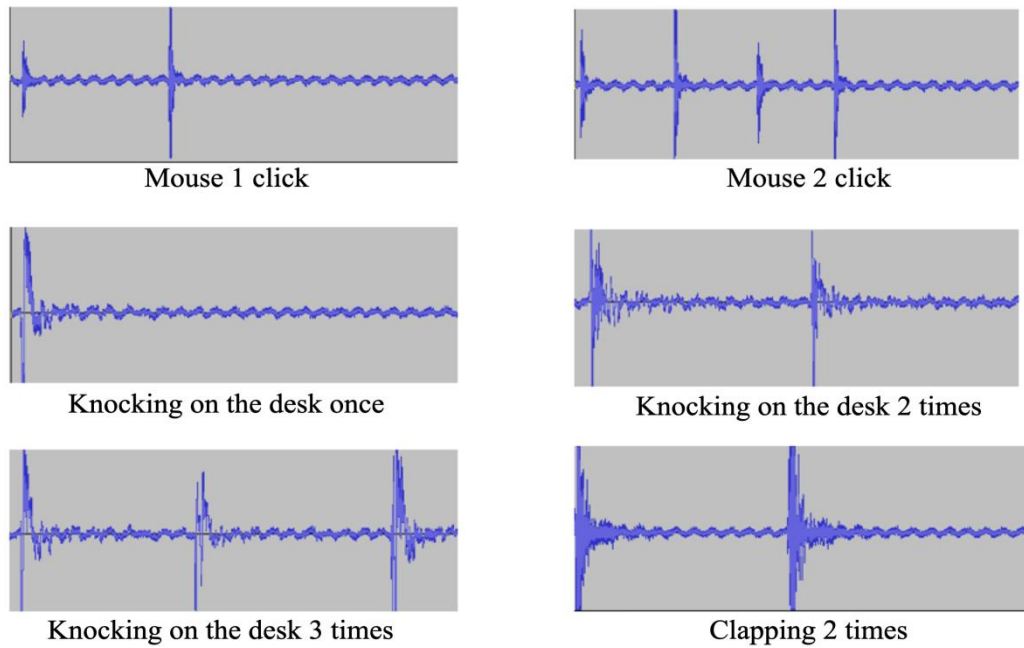 Mouse 1 click
Mouse 2 click
Knocking on the desk once
Knocking on the desk 2 times
Knocking on the desk 3 times
Clapping 2 times